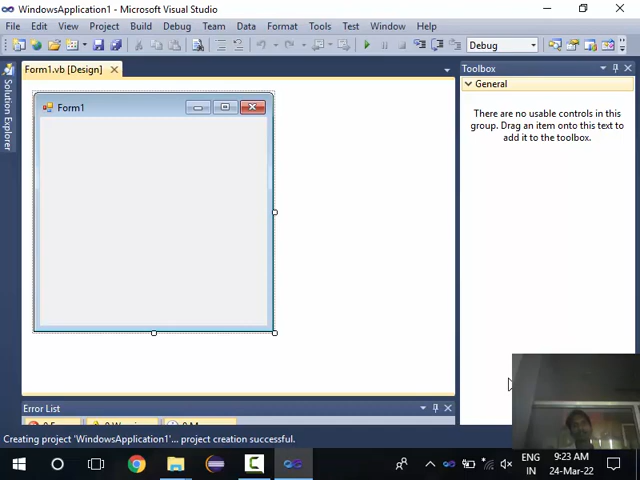 WindowsApplication1 - Microsoft Visual Studio
File Edit View Project Build Debug Team Data Format Tools Test Window Help
Debug
Form1.vb [Design]
Toolbox
General
There are no usable controls in this
group. Drag an item onto this text to
add it to the toolbox.
Solution Explorer
Form1
Error List
Creating project 'WindowsApplication1'... project creation successful.
ENG
IN
9:23 AM
24-Mar-22